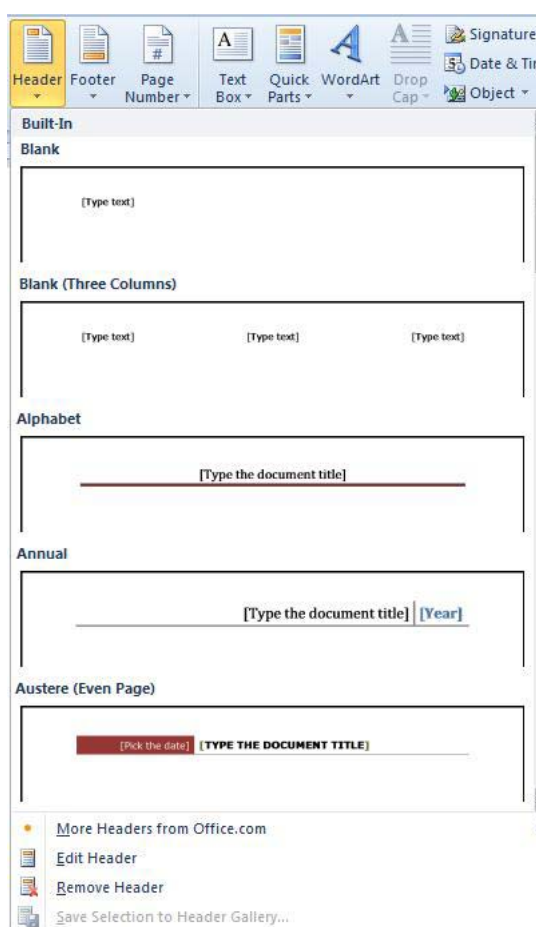 Header Footer Page Number Text Box Quick Parts WordArt Drop Cap
Signature
Date &
Object
Built-In
Blank
[Type text]
Blank (Three Columns)
[Type text] [Type text] [Type text]
Alphabet
[Type the document title]
Annual
[Type the document title] [Year]
Austere (Even Page)
[Pick the date] [TYPE THE DOCUMENT TITLE]
More Headers from Office.com
Edit Header
Remove Header
Save Selection to Header Gallery...